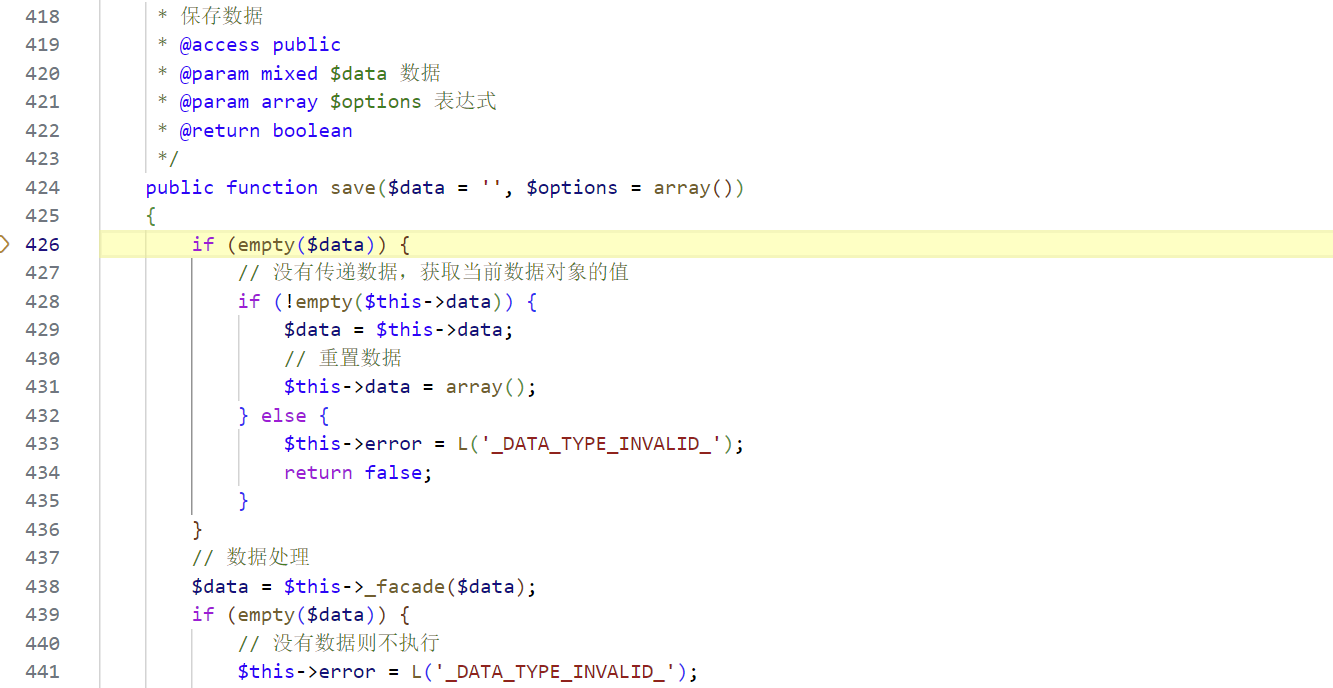 418 * 保存数据
419 * @access public
420 * @param mixed $data 数据
421 * @param array $options 表达式
422 * @return boolean
423 */
424 public function save($data = '', $options = array())
425 {
426 if (empty($data)) {
427 // 没有传递数据，获取当前数据对象的值
428 if (!empty($this->data)) {
429 $data = $this->data;
430 // 重置数据
431 $this->data = array();
432 } else {
433 $this->error = L('_DATA_TYPE_INVALID_');
434 return false;
435 }
436 }
437 // 数据处理
438 $data = $this->_facade($data);
439 if (empty($data)) {
440 // 没有数据则不执行
441 $this->error = L('_DATA_TYPE_INVALID_');